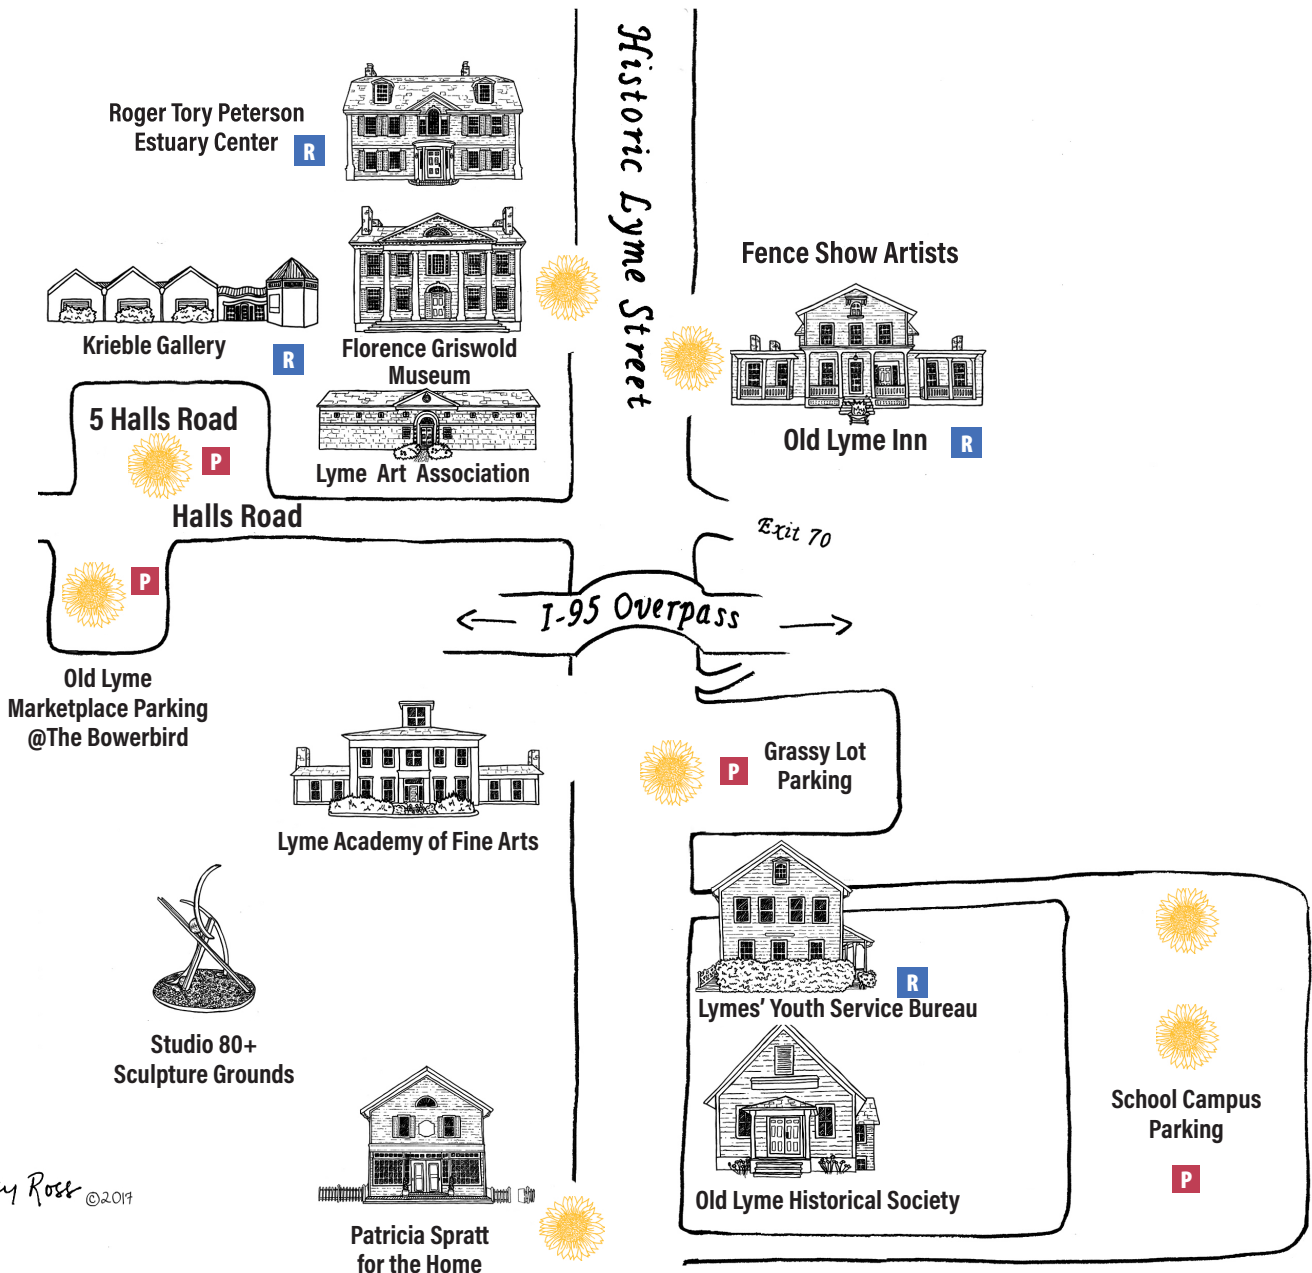 Historic Lyme Street
Roger Tory Peterson
Estuary Center
R
Fence Show Artists
Krieble Gallery
R
Florence Griswold
Museum
5 Halls Road
P
Old Lyme Inn
R
Lyme Art Association
Halls Road
Exit 70
P
I-95 Overpass
Old Lyme
Marketplace Parking
@The Bowerbird
P
Grassy Lot
Parking
Lyme Academy of Fine Arts
R
Lymes' Youth Service Bureau
Studio 80+
Sculpture Grounds
School Campus
Parking
P
Ross ©2017
Old Lyme Historical Society
Patricia Spratt
for the Home